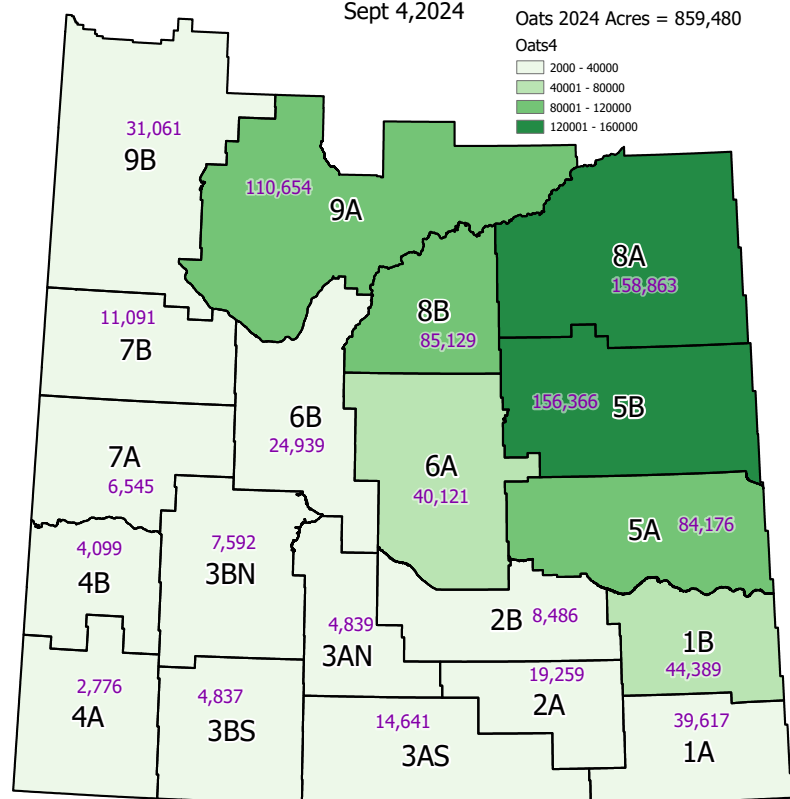 Sept 4,2024
Oats 2024 Acres = 859,480
Oats4
2000 - 40000
40001 - 80000
80001 - 120000
120001 - 160000
31,061
9B
110,654
9A
8A
158,863
11,091
7B
8B
85,129
156,366
5B
6B
24,939
7A
6,545
6A
40,121
84,176
5A
4,099
4B
7,592
3BN
4,839
3AN
2B
8,486
1B
44,389
2,776
4A
4,837
3BS
19,259
2A
14,641
3AS
39,617
1A